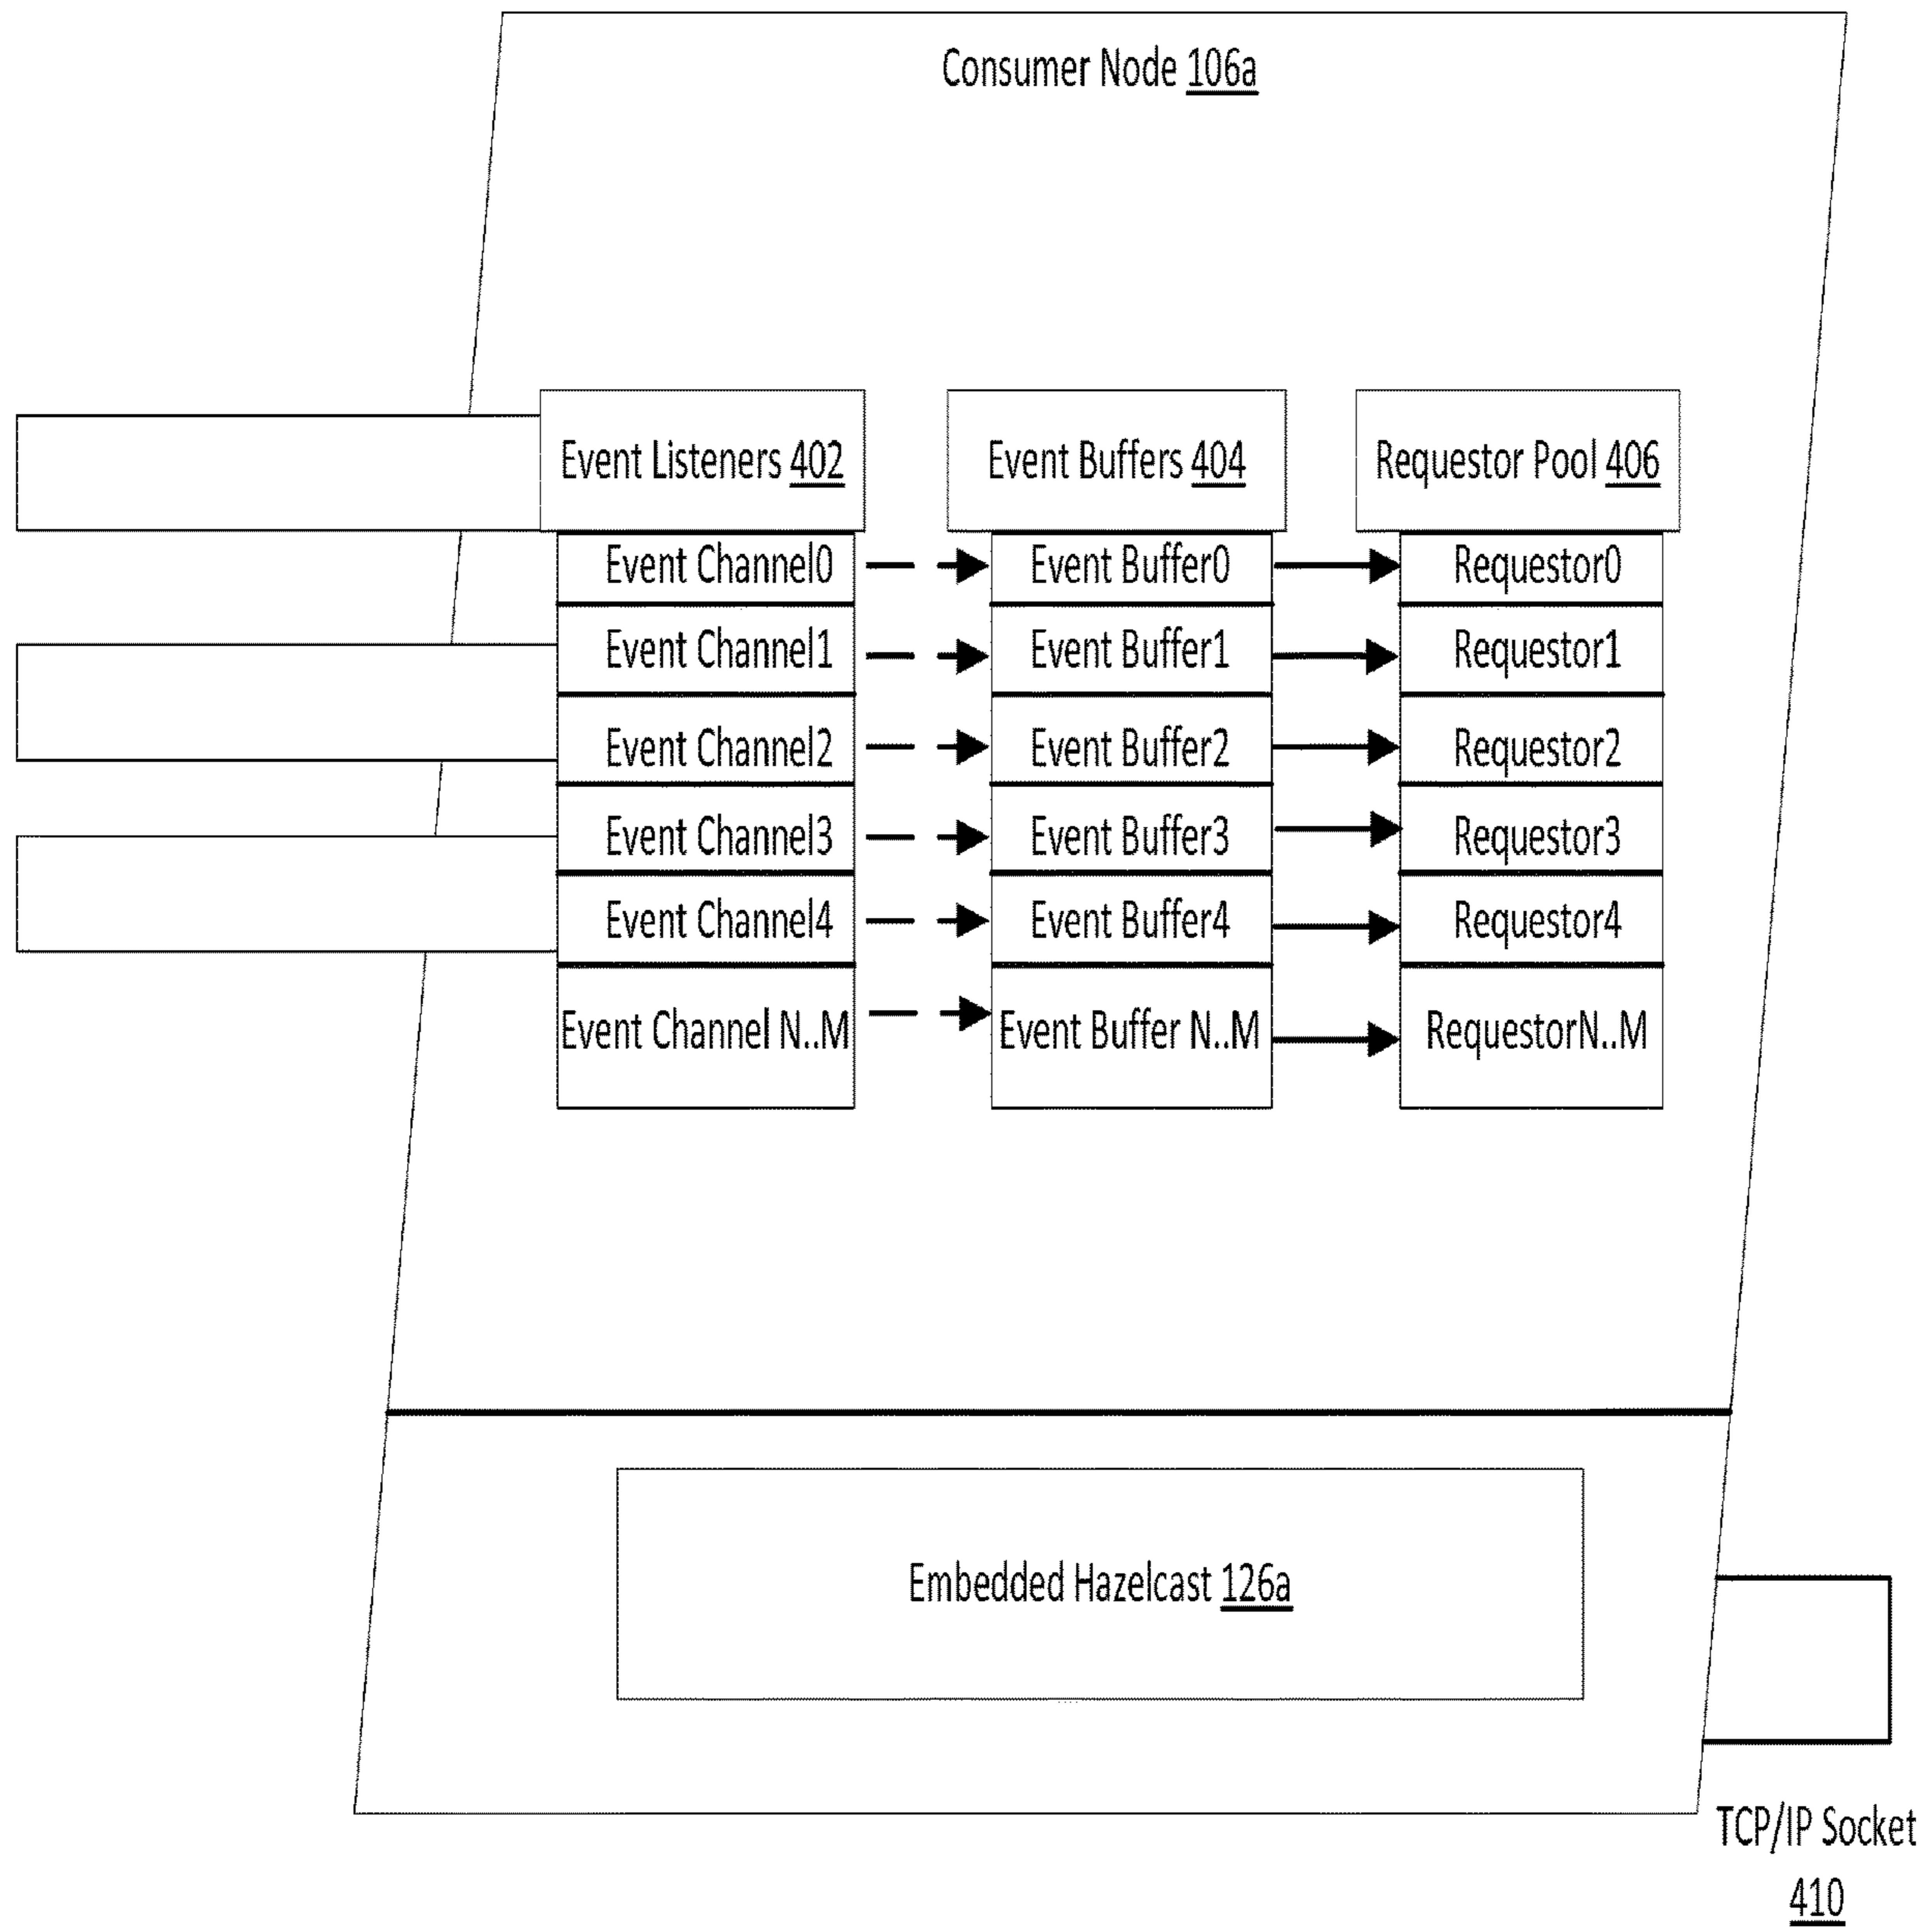 Consumer Node 106a
Event Listeners 402 Event Buffers 404 Requestor Pool 406
Event Channel0 Event Buffer0 Requestor0
Event Channel1 Event Buffer1 Requestor1
Event Channel2 Event Buffer2 Requestor2
Event Channel3 Event Buffer3 Requestor3
Event Channel4 Event Buffer4 Requestor4
Event Channel N..M Event Buffer N..M RequestorN..M
Embedded Hazelcast 126a
TCP/IP Socket
410